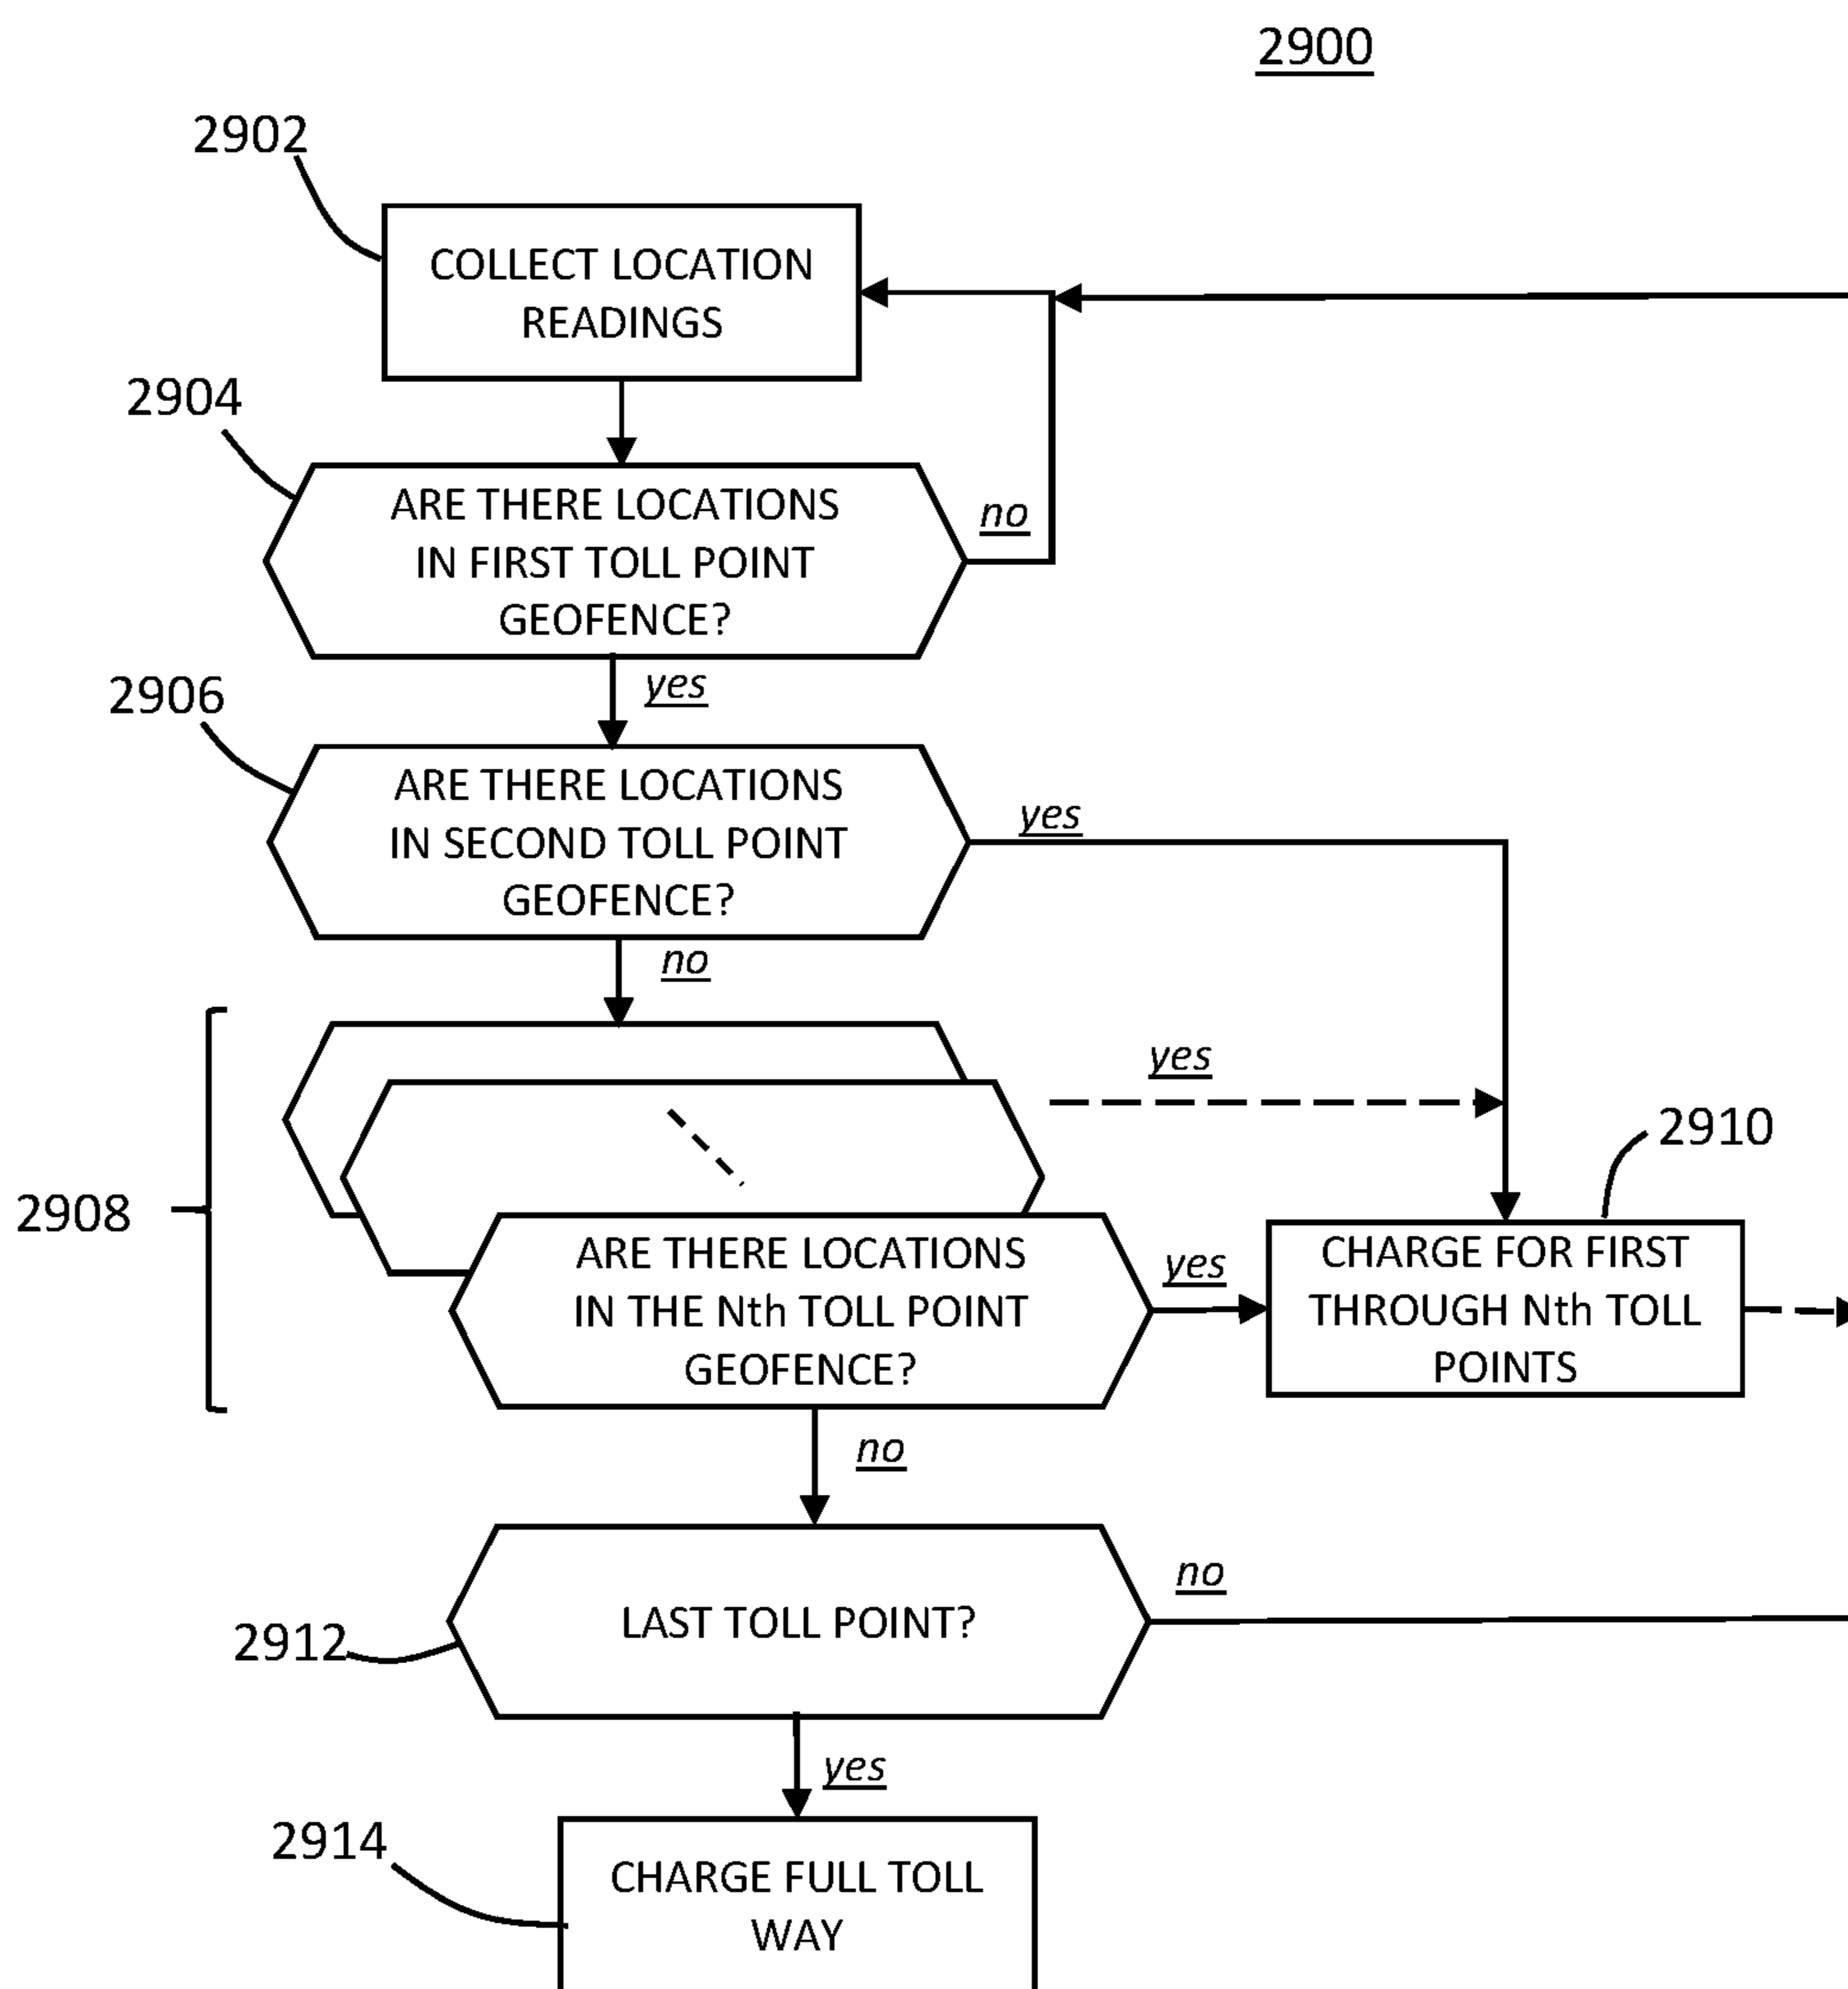 2900
2902
COLLECT LOCATION
READINGS
2904
ARE THERE LOCATIONS
IN FIRST TOLL POINT
GEOFENCE?
no
yes
2906
ARE THERE LOCATIONS
IN SECOND TOLL POINT
GEOFENCE?
yes
no
2908
yes
2910
ARE THERE LOCATIONS
IN THE Nth TOLL POINT
GEOFENCE?
yes
CHARGE FOR FIRST
THROUGH Nth TOLL
POINTS
no
2912
LAST TOLL POINT?
no
yes
2914
CHARGE FULL TOLL
WAY